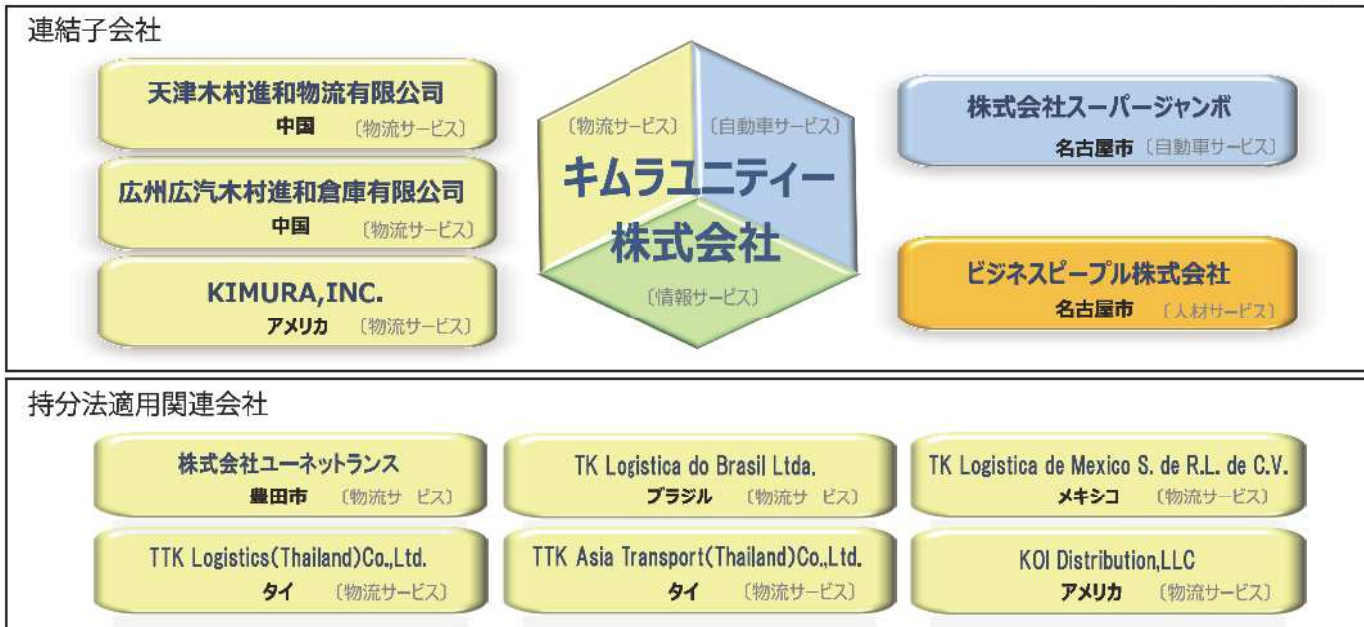 連結子会社
天津木村進和物流有限公司
中国 〔物流サービス〕
広州広汽木村進和倉庫有限公司
中国 〔物流サービス〕
KIMURA,INC.
アメリカ 〔物流サービス〕
〔物流サービス〕 〔自動車サービス〕
キムラユニティー
株式会社
〔情報サービス〕
株式会社スーパージャンボ
名古屋市 〔自動車サービス〕
ビジネスピープル株式会社
名古屋市 〔人材サービス〕
持分法適用関連会社
株式会社ユーネットトランス
豊田市 〔物流サービス〕
TK Logistica do Brasil Ltda.
ブラジル 〔物流サービス〕
TK Logistica de Mexico S. de R.L. de C.V.
メキシコ 〔物流サービス〕
TTK Logistics(Thailand)Co.,Ltd.
タイ 〔物流サービス〕
TTK Asia Transport(Thailand)Co.,Ltd.
タイ 〔物流サービス〕
KOI Distribution,LLC
アメリカ 〔物流サービス〕